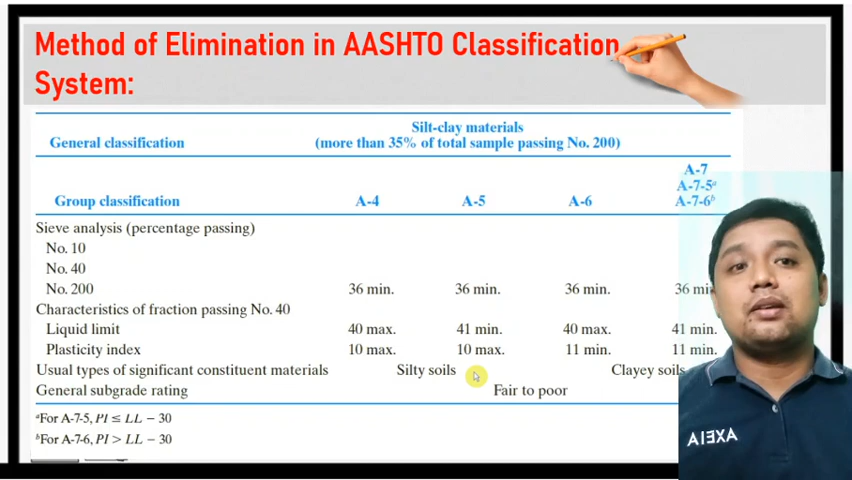 Method of Elimination in AASHTO Classification
System:
General classification
Silt-clay materials
(more than 35% of total sample passing No. 200)
Group classification
A-4
A-5
A-6
A-7
A-7-5ᵃ
A-7-6ᵇ
Sieve analysis (percentage passing)
No. 10
No. 40
No. 200 36 min. 36 min. 36 min. 36 min
Characteristics of fraction passing No. 40
Liquid limit 40 max. 41 min. 40 max. 41 min.
Plasticity index 10 max. 10 max. 11 min. 11 min.
Usual types of significant constituent materials Silty soils Clayey soils
General subgrade rating Fair to poor
ᵃFor A-7-5, PI ≤ LL − 30
ᵇFor A-7-6, PI > LL − 30
AXEIA